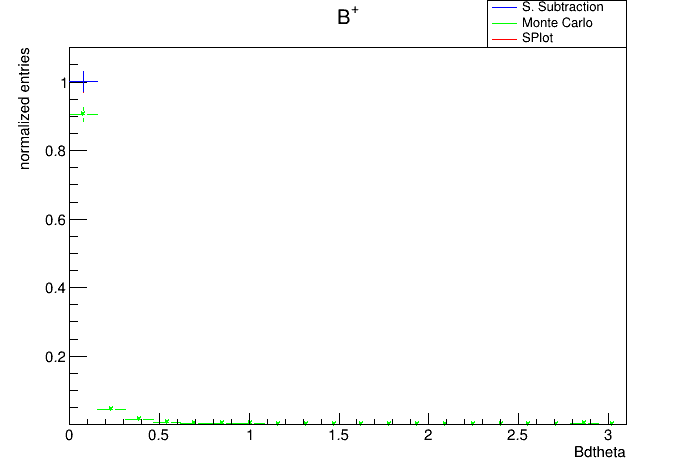 B+
S. Subtraction
Monte Carlo
SPlot
normalized entries
1
0.8
0.6
0.4
0.2
0 0.5 1 1.5 2 2.5 3
Bdtheta